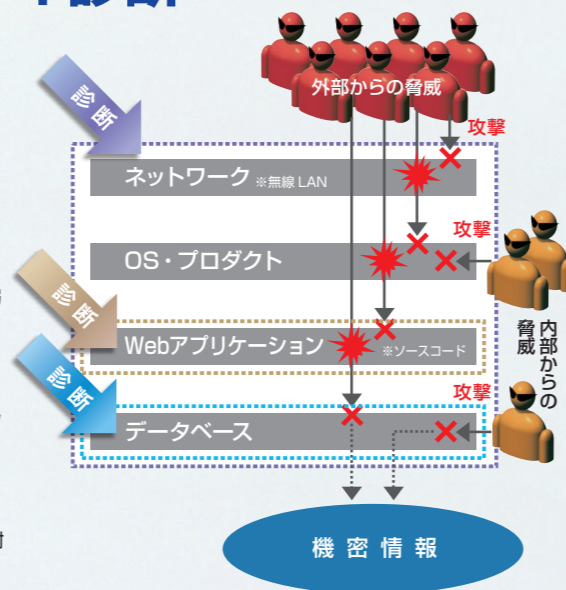 診断
外部からの脅威
診断
攻撃
ネットワーク ※無線 LAN
攻撃
OS・プロダクト
診断
Webアプリケーション ※ソースコード
内部からの
脅威
診断
攻撃
データベース
機密情報